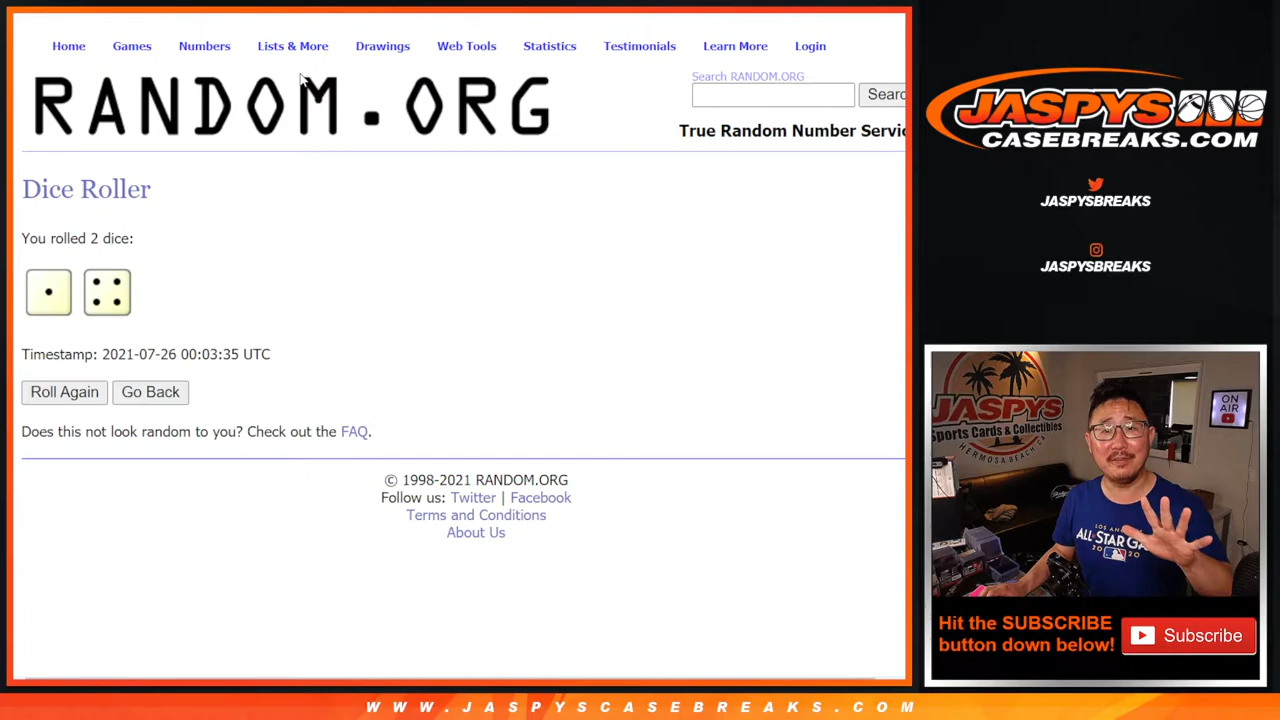 Home Games Numbers Lists & More Drawings Web Tools Statistics Testimonials Learn More Login
RANDOM.ORG
Search RANDOM.ORG
Searc
True Random Number Servic
Dice Roller
You rolled 2 dice:
Timestamp: 2021-07-26 00:03:35 UTC
Roll Again Go Back
Does this not look random to you? Check out the FAQ.
© 1998-2021 RANDOM.ORG
Follow us: Twitter | Facebook
Terms and Conditions
About Us
JASPYS
CASEBREAKS.COM
JASPYSBREAKS
JASPYSBREAKS
JASPYS
Sports Cards & Collectibles
HERMOSA BEACH CA
ON
AIR
LOS ANGELES
ALL-STAR GA
2020
Hit the SUBSCRIBE
button down below!
Subscribe
WWW.JASPYSCASEBREAKS.COM